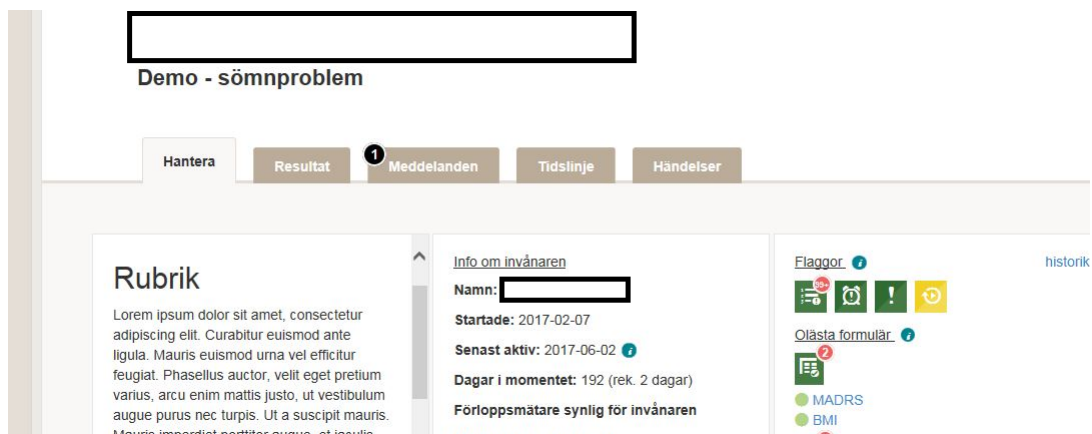 Demo - sömnproblem
Hantera
Resultat
1
Meddelanden
Tidslinje
Händelser
Rubrik
Lorem ipsum dolor sit amet, consectetur
adipiscing elit. Curabitur euismod ante
ligula. Mauris euismod urna vel efficitur
feugiat. Phasellus auctor, velit eget pretium
varius, arcu enim mattis justo, ut vestibulum
augue purus nec turpis. Ut a suscipit mauris.
Info om invånaren
Namn:
Startade: 2017-02-07
Senast aktiv: 2017-06-02 i
Dagar i momentet: 192 (rek. 2 dagar)
Förloppsmätare synlig för invånaren
Flaggor i
historik
99+
!
Olästa formulär i
2
MADRS
BMI